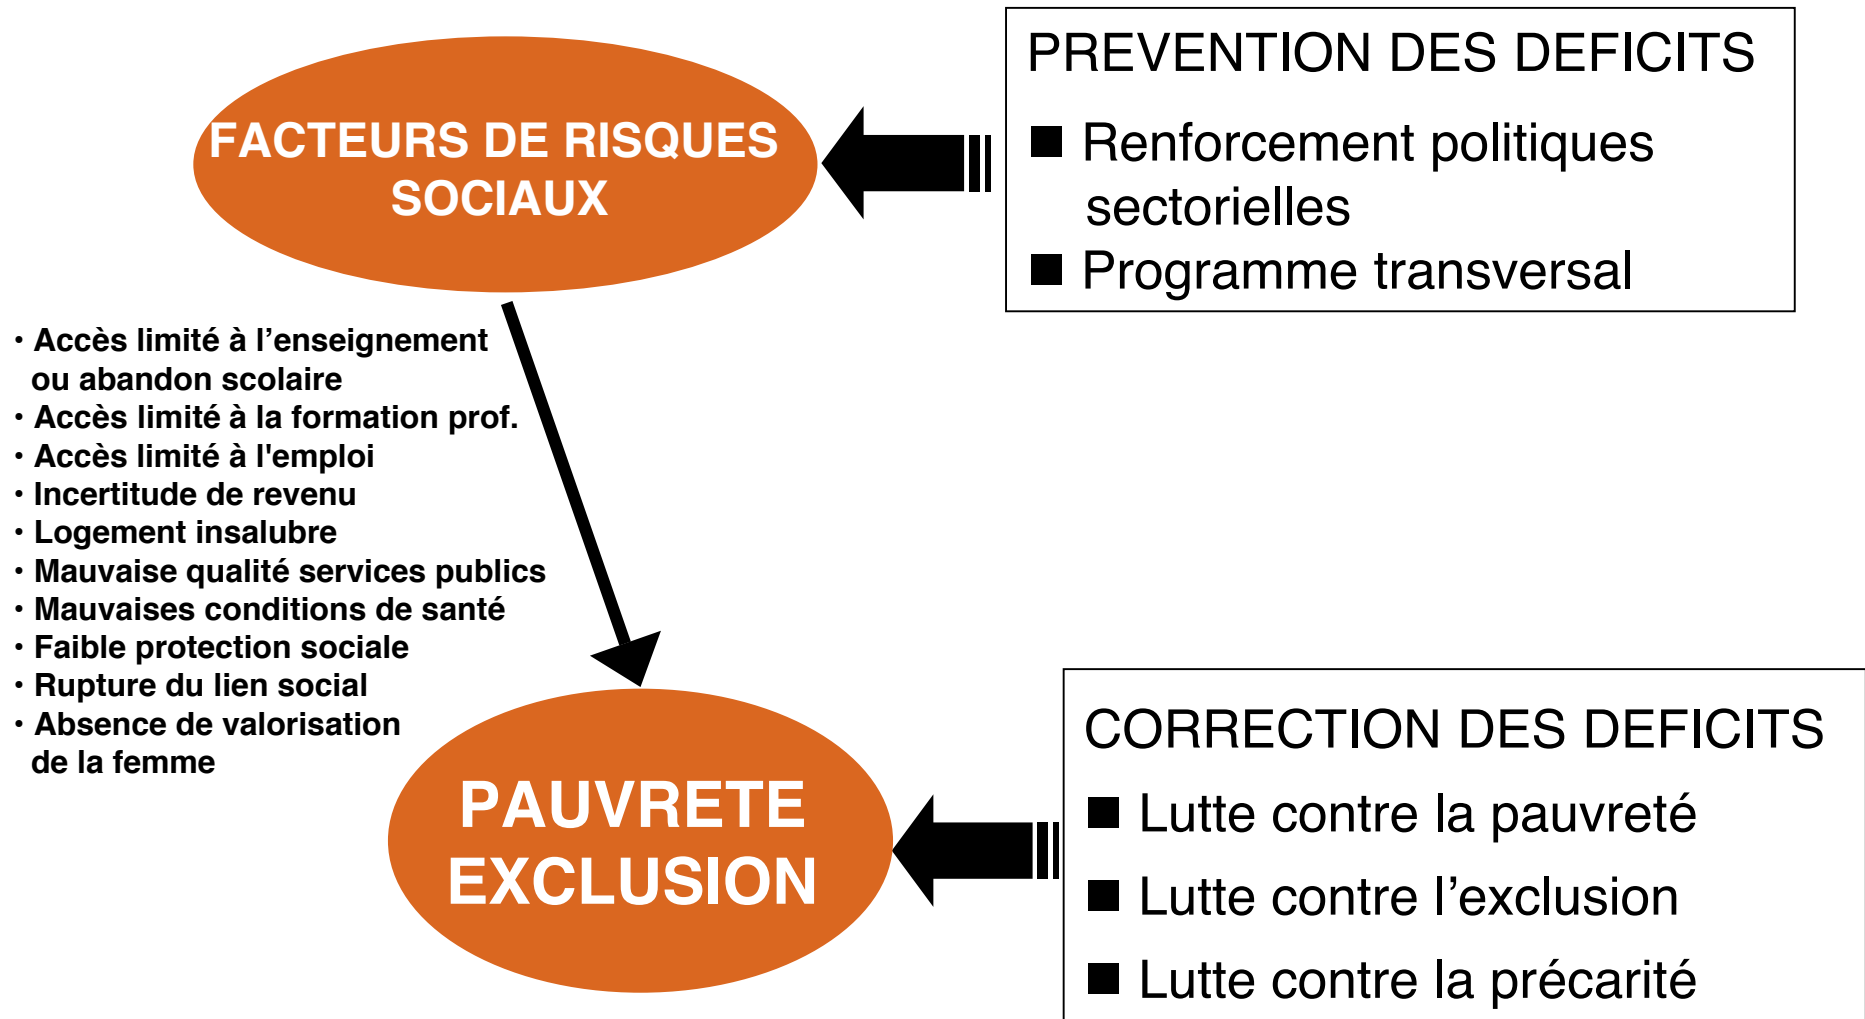 FACTEURS DE RISQUES
SOCIAUX
PREVENTION DES DEFICITS
■ Renforcement politiques
sectorielles
■ Programme transversal
· Accès limité à l’enseignement
ou abandon scolaire
· Accès limité à la formation prof.
· Accès limité à l'emploi
· Incertitude de revenu
· Logement insalubre
· Mauvaise qualité services publics
· Mauvaises conditions de santé
· Faible protection sociale
· Rupture du lien social
· Absence de valorisation
de la femme
PAUVRETE
EXCLUSION
CORRECTION DES DEFICITS
■ Lutte contre la pauvreté
■ Lutte contre l’exclusion
■ Lutte contre la précarité